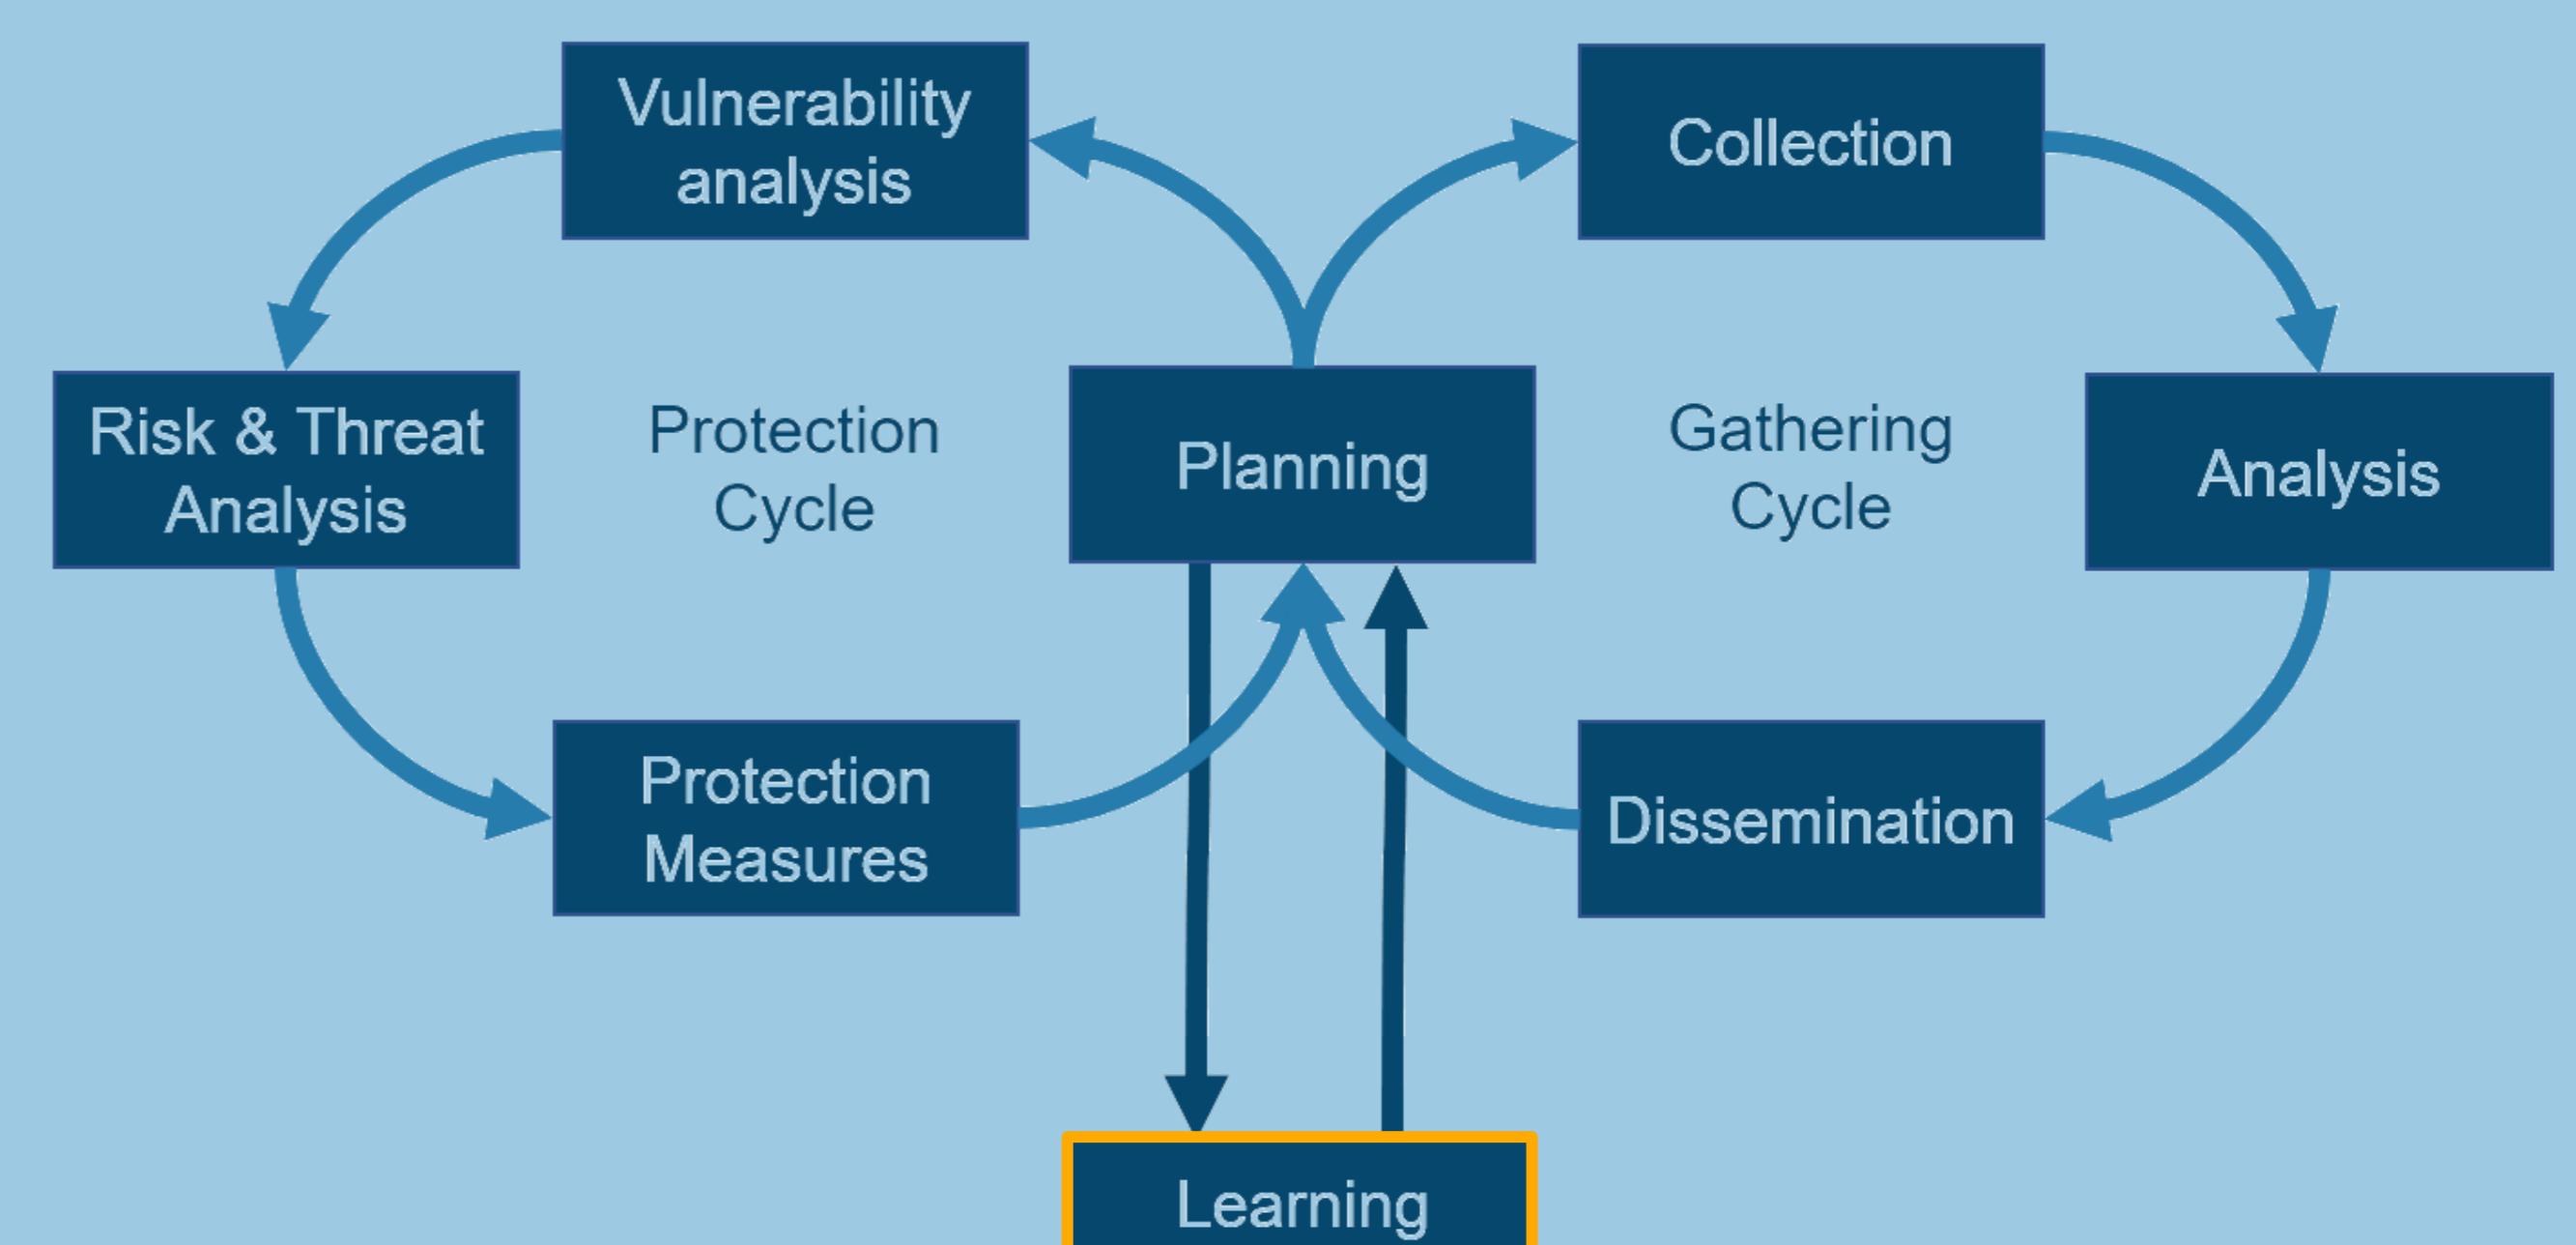 Vulnerability
analysis
Collection
Risk & Threat
Analysis
Protection
Cycle
Planning
Gathering
Cycle
Analysis
Protection
Measures
Dissemination
Learning